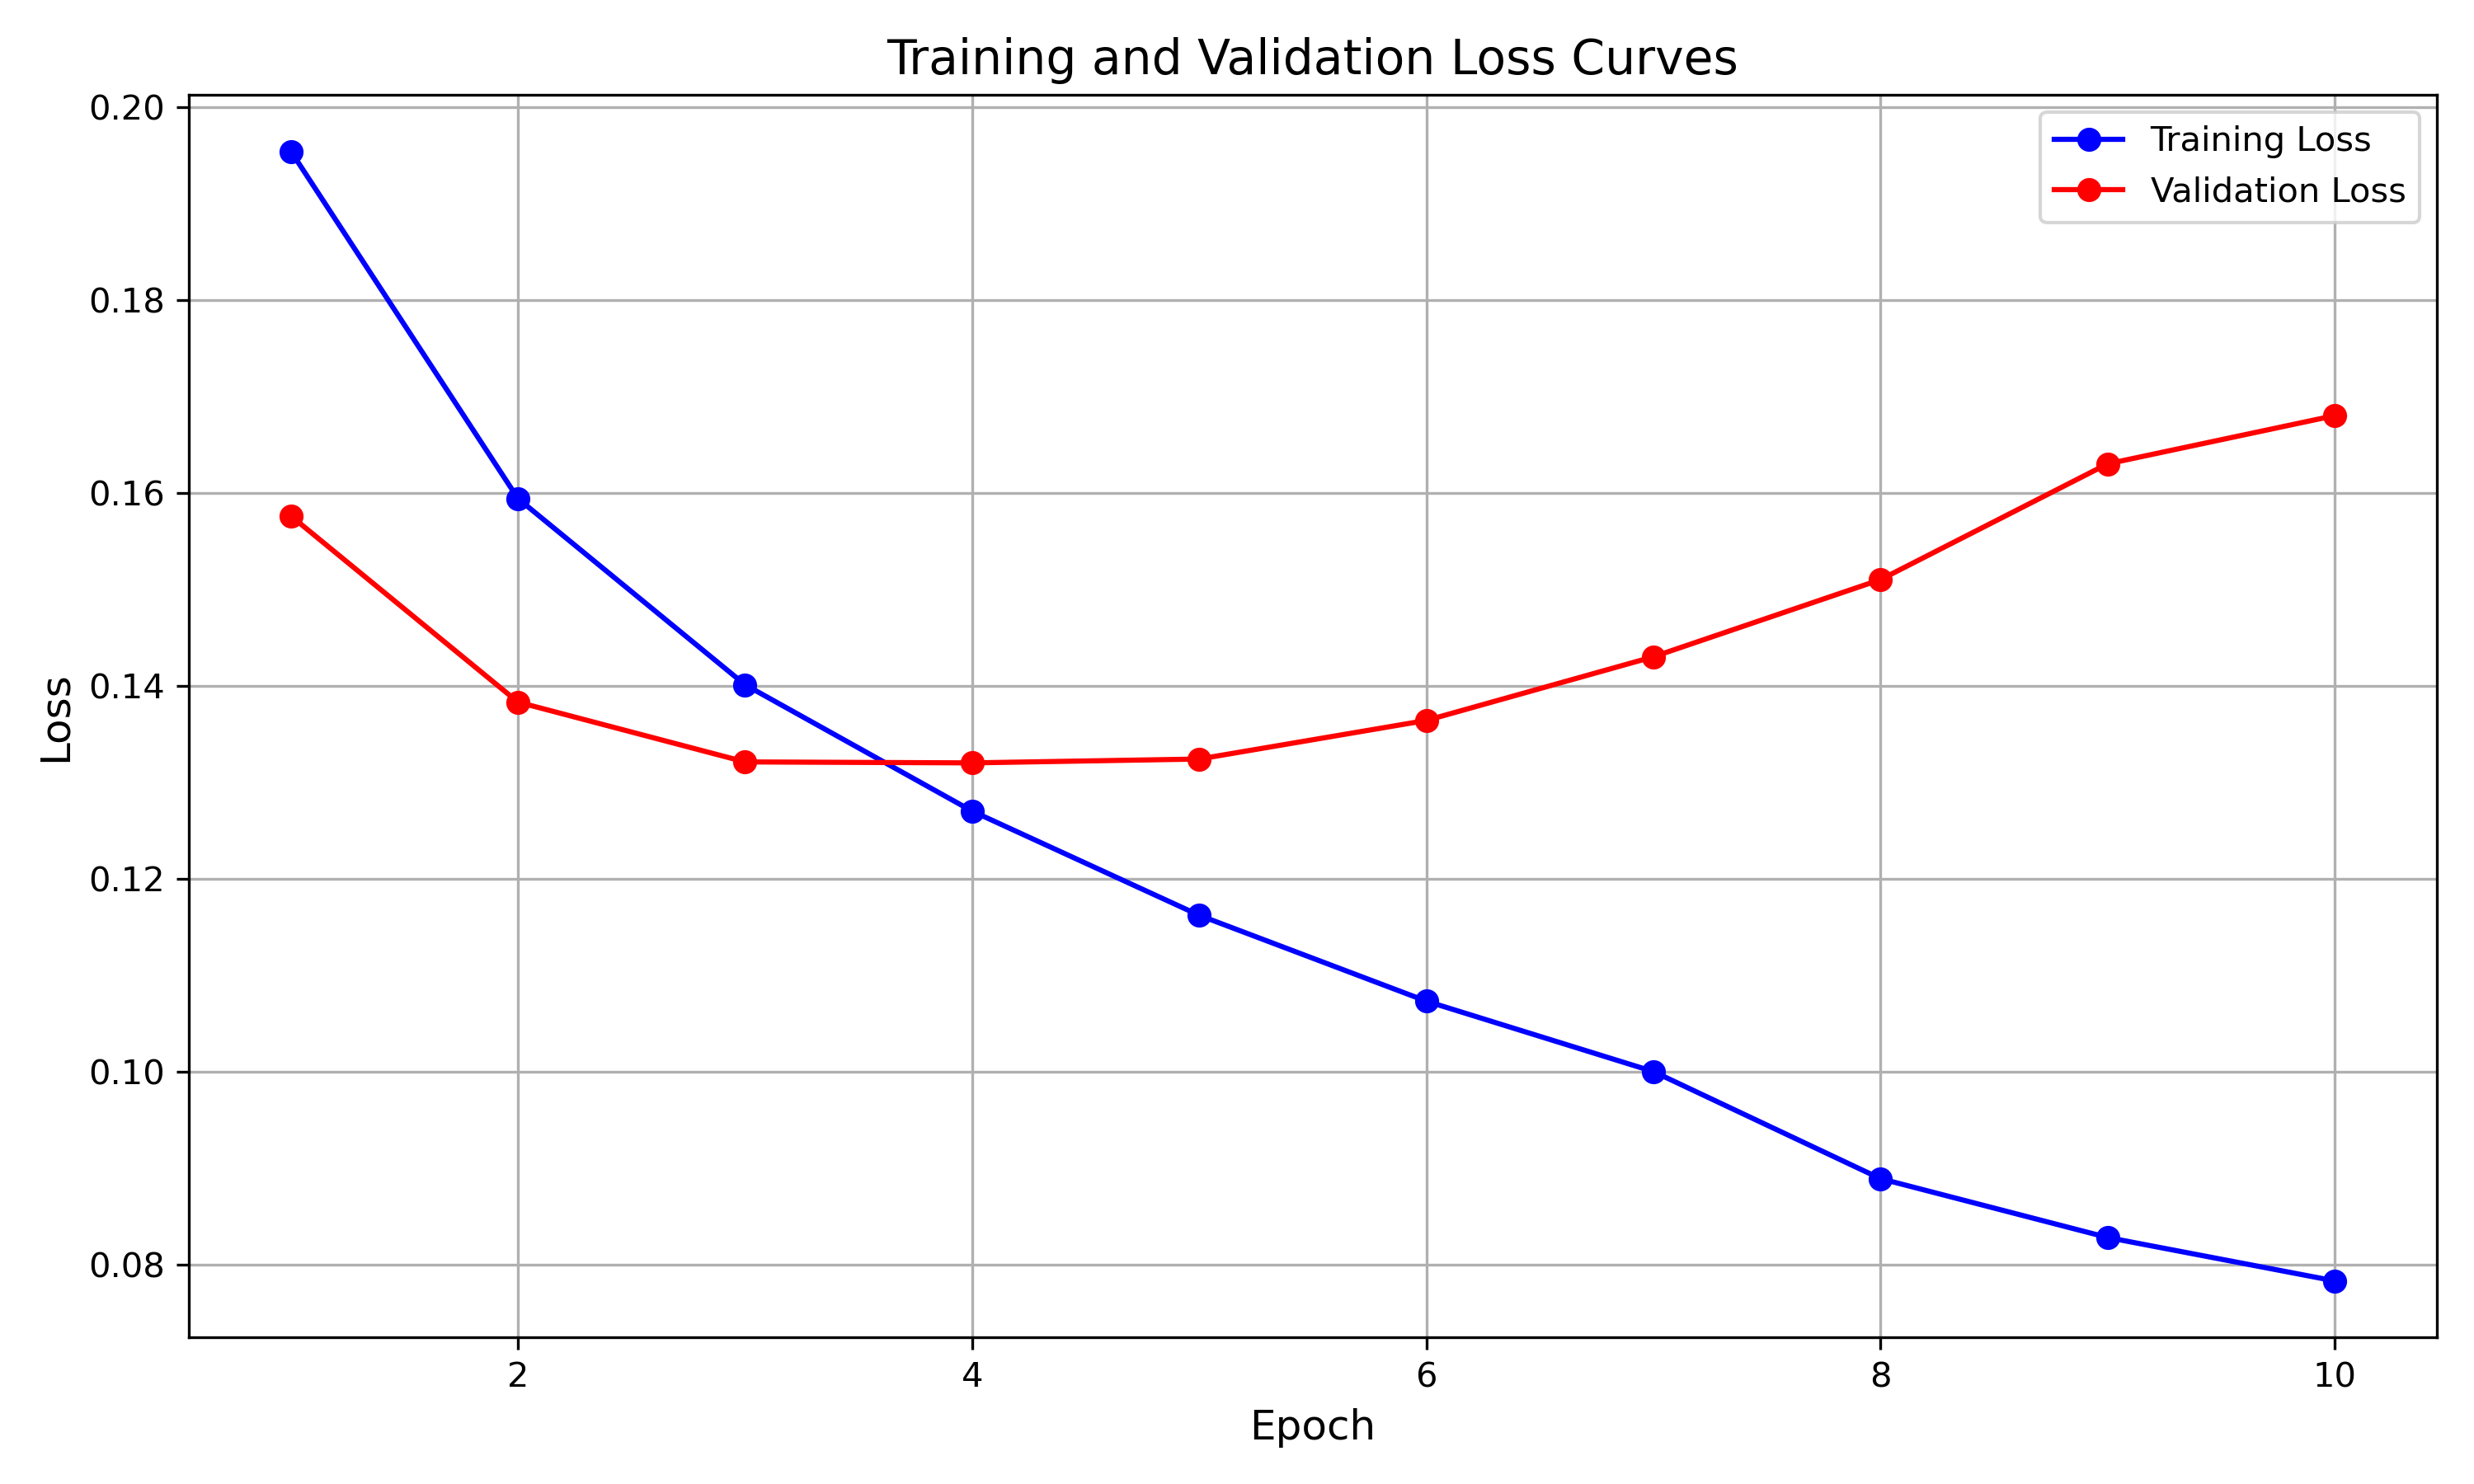 Training and Validation Loss Curves
Training Loss
Validation Loss
0.20
0.18
0.16
0.14
0.12
0.10
0.08
Loss
2
4
6
8
10
Epoch